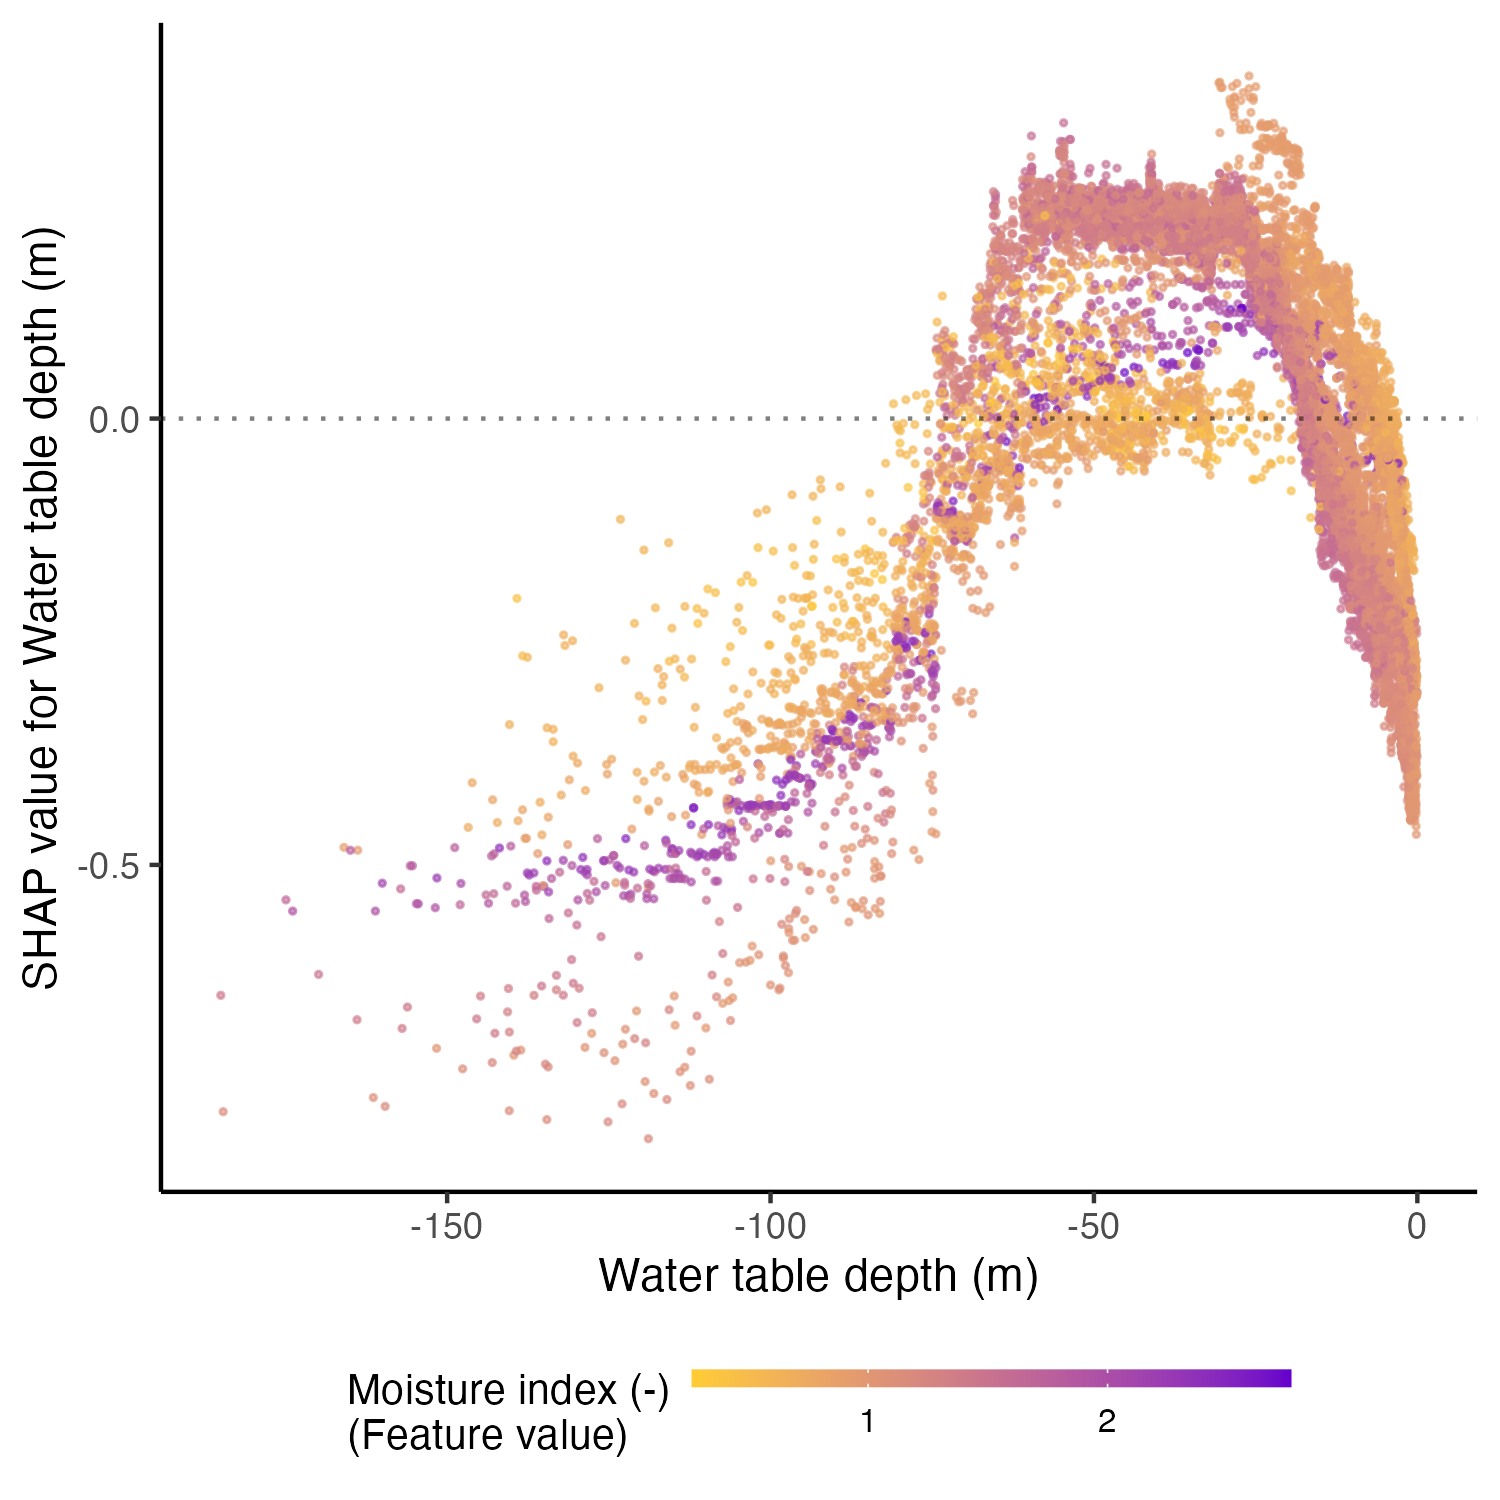 SHAP value for Water table depth (m)
0.0
-0.5
-150
-100
-50
0
Water table depth (m)
Moisture index (-)
(Feature value)
1
2